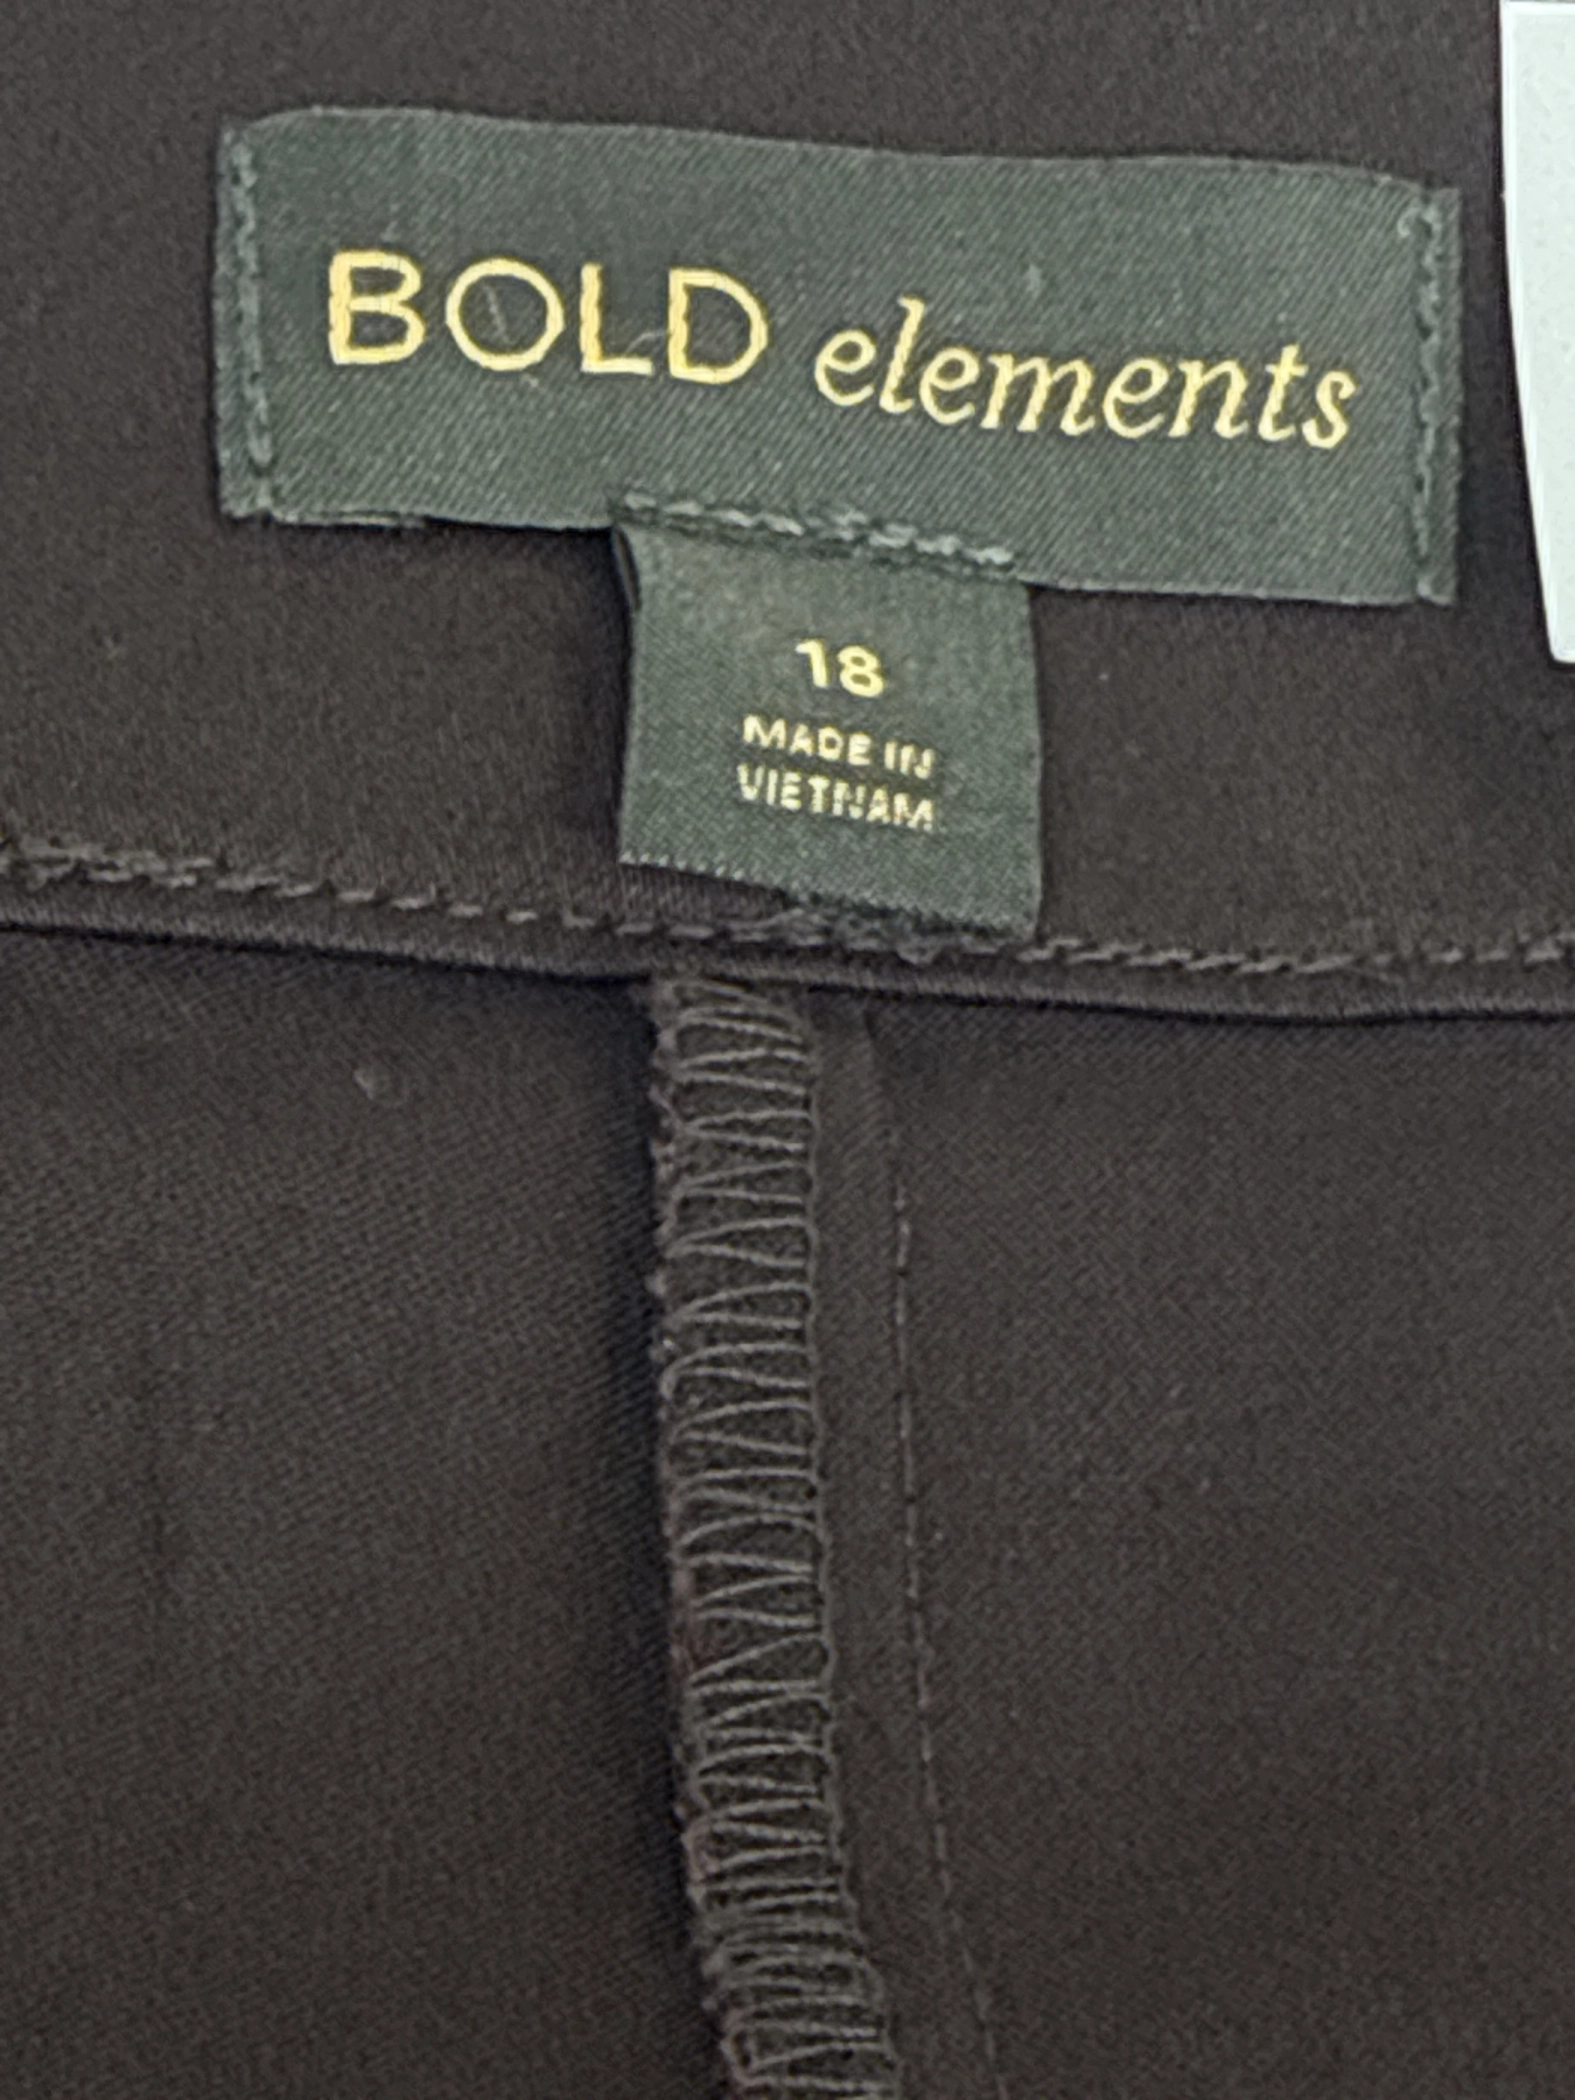 BOLD elements
18
MADE IN
VIETNAM